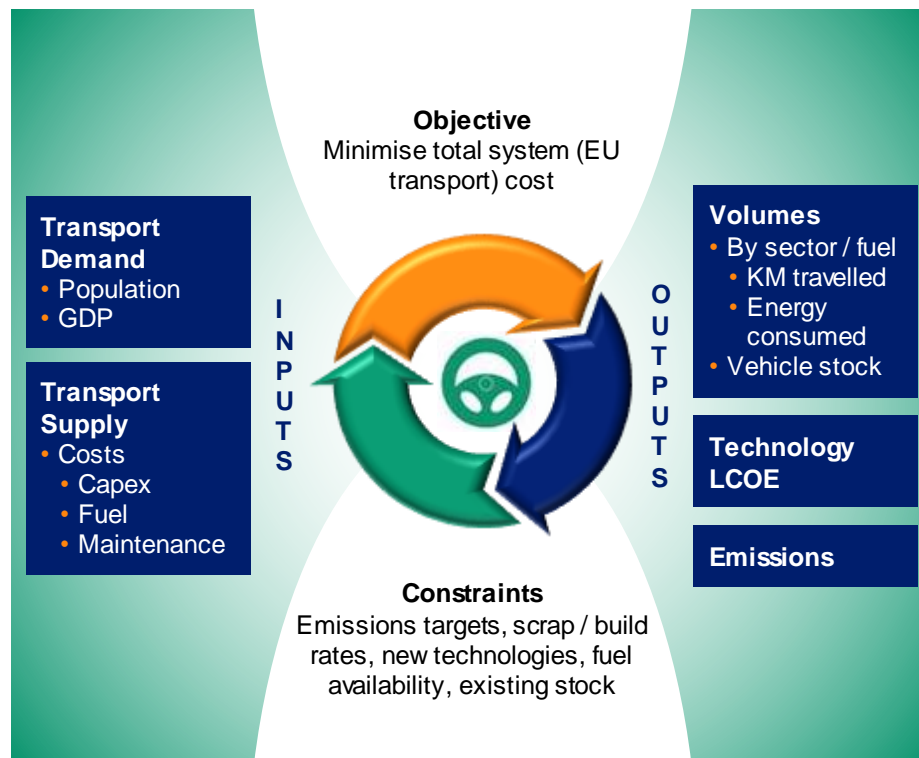 Objective
Minimise total system (EU
transport) cost
Transport
Demand
• Population
• GDP
Transport
Supply
• Costs
• Capex
• Fuel
• Maintenance
INPUTS
OUTPUTS
Volumes
• By sector / fuel
• KM travelled
• Energy
consumed
• Vehicle stock
Technology
LCOE
Emissions
Constraints
Emissions targets, scrap / build
rates, new technologies, fuel
availability, existing stock